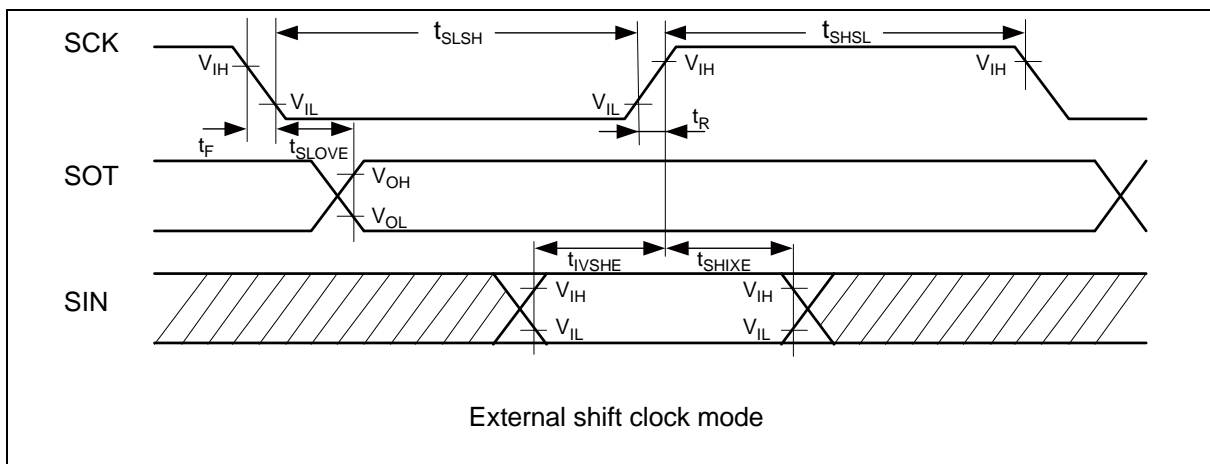 SCK
tSLSH
tSHSL
VIH
VIH
VIH
VIL
VIL
tF
tSLOVE
tR
SOT
VOH
VOL
tIVSHE
tSHIXE
SIN
VIH
VIH
VIL
VIL
External shift clock mode